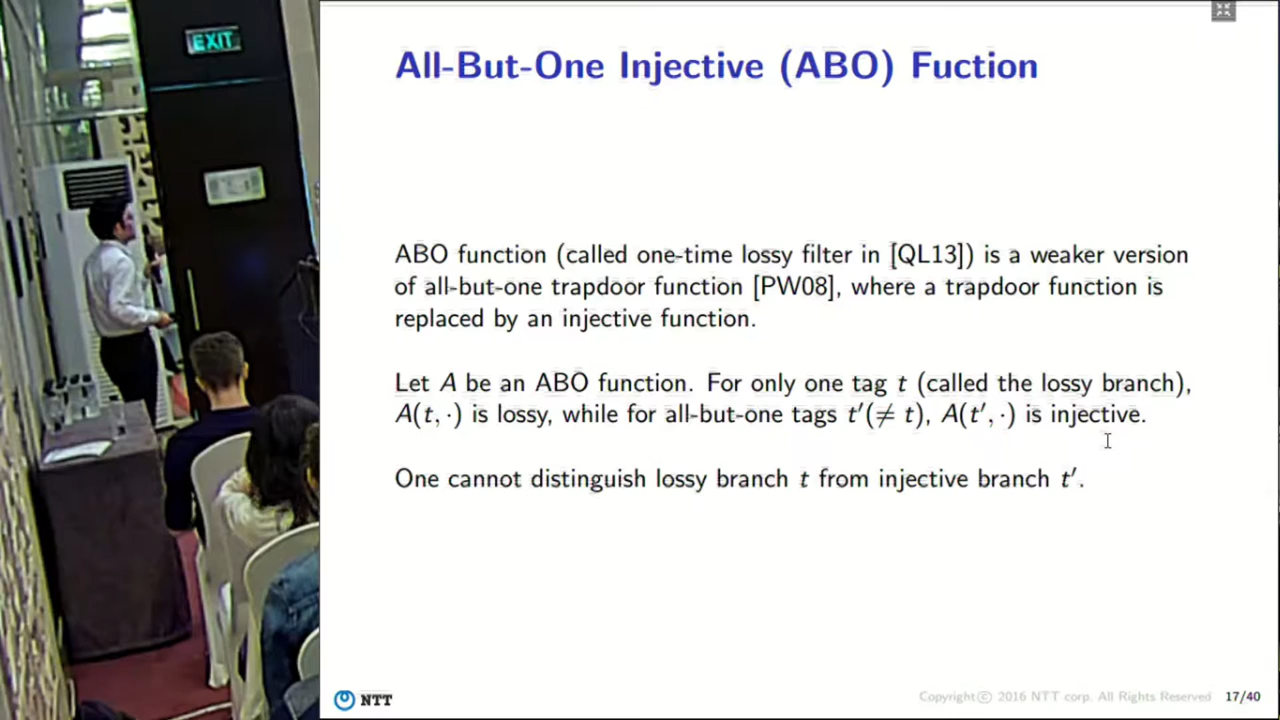 EXIT
All-But-One Injective (ABO) Fuction
ABO function (called one-time lossy filter in [QL13]) is a weaker version
of all-but-one trapdoor function [PW08], where a trapdoor function is
replaced by an injective function.
Let A be an ABO function. For only one tag t (called the lossy branch),
A(t, ·) is lossy, while for all-but-one tags t′(≠ t), A(t′, ·) is injective.
One cannot distinguish lossy branch t from injective branch t′.
NTT
Copyright© 2016 NTT corp. All Rights Reserved 17/40